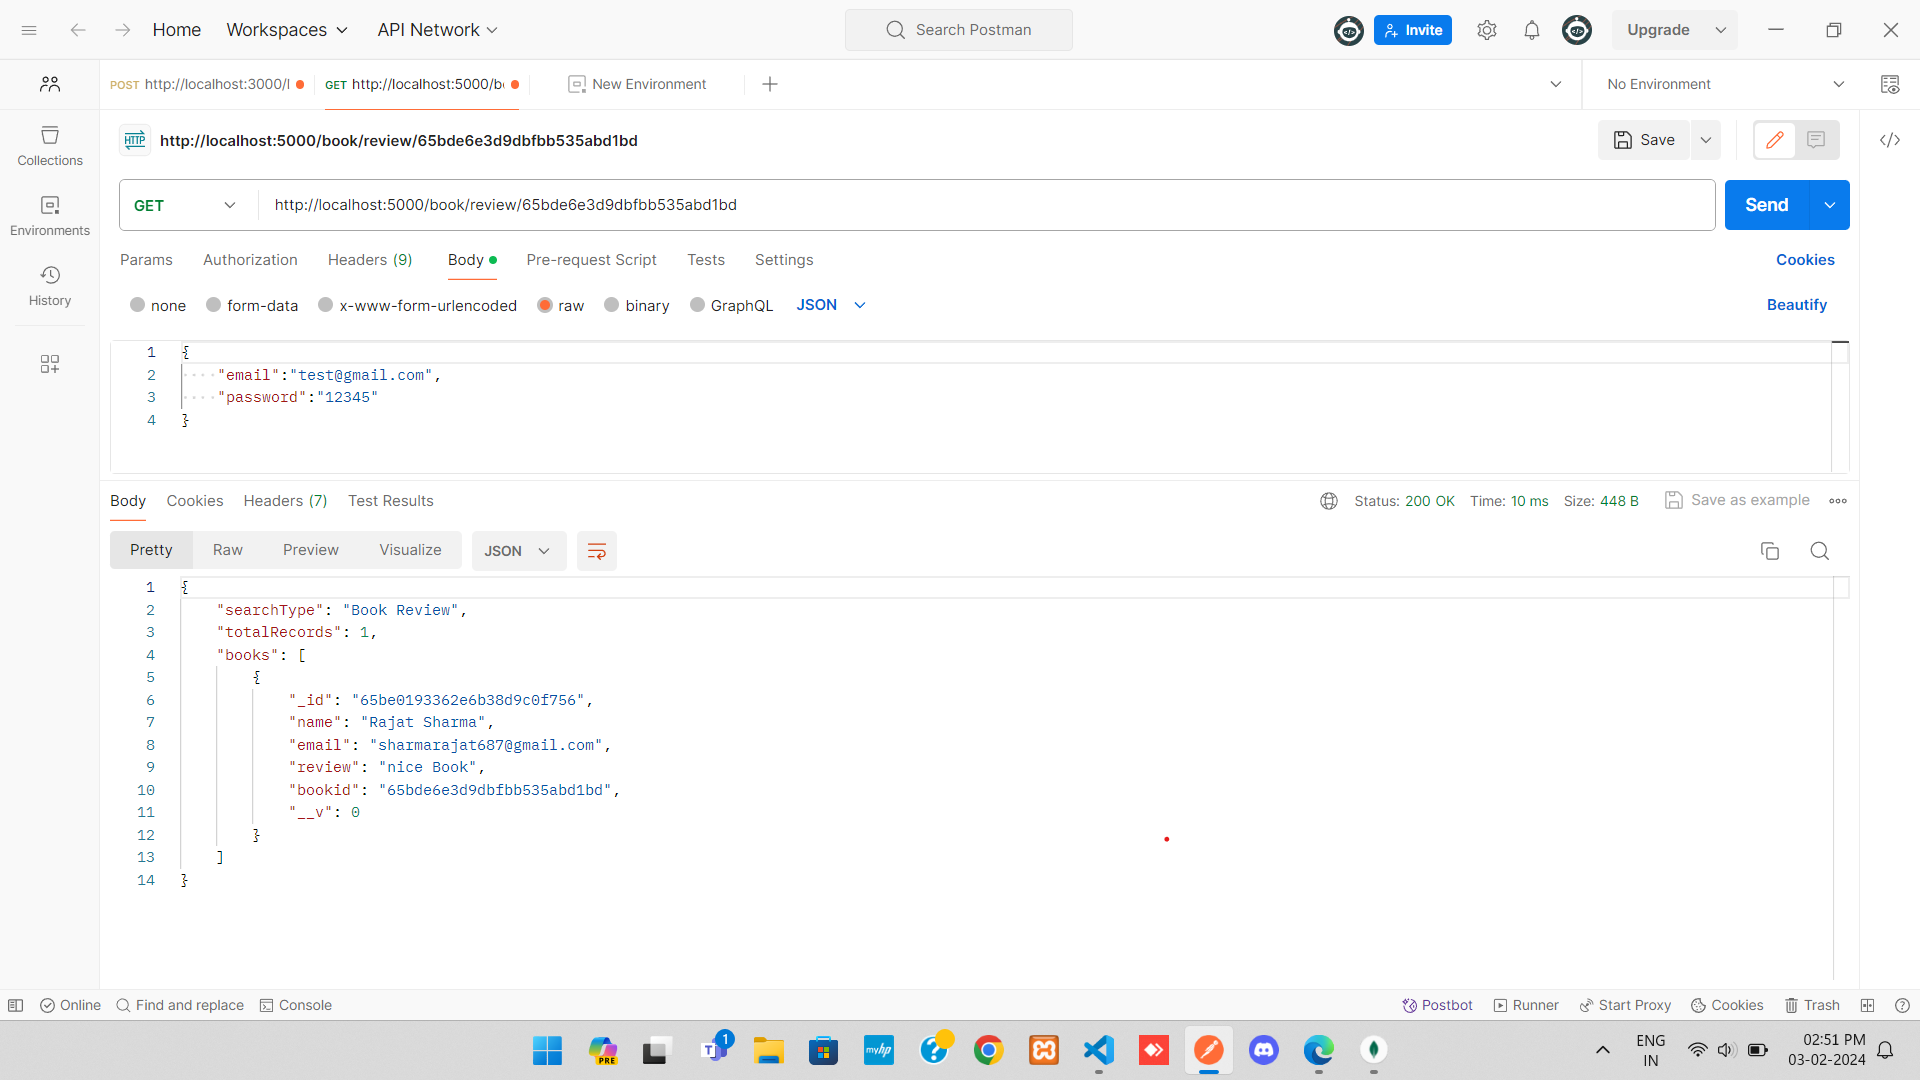 Home Workspaces API Network Search Postman Invite Upgrade
POST http://localhost:3000/l GET http://localhost:5000/b New Environment No Environment
HTTP http://localhost:5000/book/review/65bde6e3d9dbfbb535abd1bd Save
Collections
GET http://localhost:5000/book/review/65bde6e3d9dbfbb535abd1bd Send
Environments
Params Authorization Headers (9) Body Pre-request Script Tests Settings Cookies
History
none form-data x-www-form-urlencoded raw binary GraphQL JSON Beautify
1 {
2 "email":"test@gmail.com",
3 "password":"12345"
4 }
Body Cookies Headers (7) Test Results Status: 200 OK Time: 10 ms Size: 448 B Save as example
Pretty Raw Preview Visualize JSON
1 {
2 "searchType": "Book Review",
3 "totalRecords": 1,
4 "books": [
5 {
6 "_id": "65be0193362e6b38d9c0f756",
7 "name": "Rajat Sharma",
8 "email": "sharmarajat687@gmail.com",
9 "review": "nice Book",
10 "bookid": "65bde6e3d9dbfbb535abd1bd",
11 "__v": 0
12 }
13 ]
14 }
Online Find and replace Console Postbot Runner Start Proxy Cookies Trash
PRE T 1 myhp ENG 02:51 PM
IN 03-02-2024